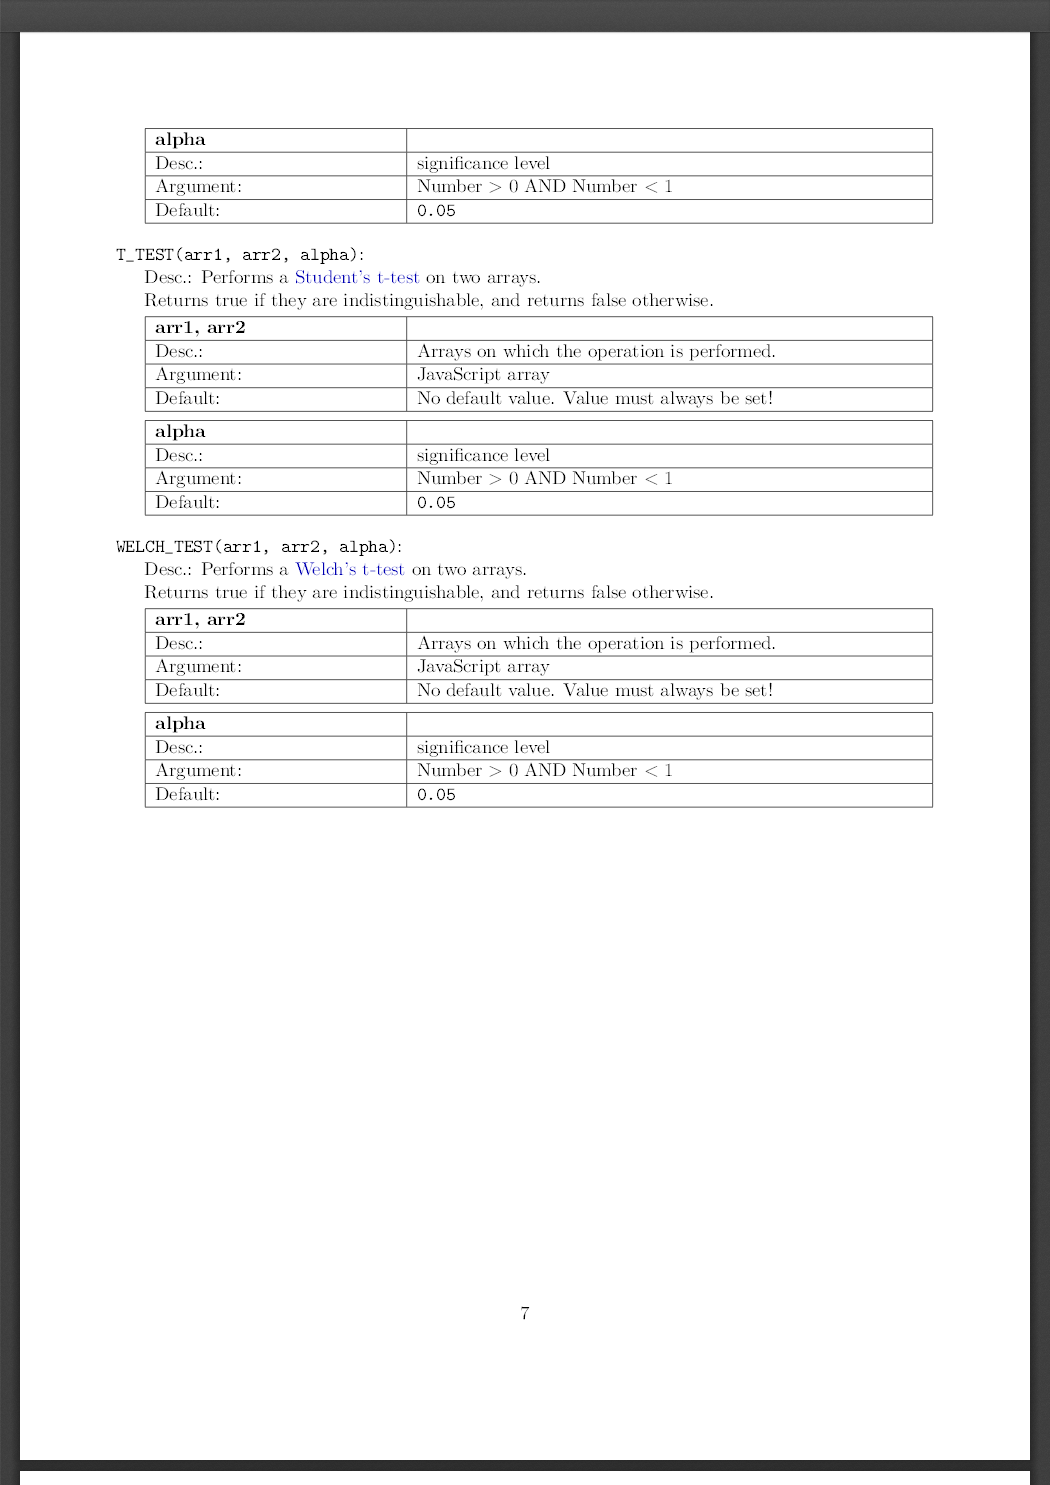 alpha
Desc.: significance level
Argument: Number > 0 AND Number < 1
Default: 0.05
T_TEST(arr1, arr2, alpha):
Desc.: Performs a Student's t-test on two arrays.
Returns true if they are indistinguishable, and returns false otherwise.
arr1, arr2
Desc.: Arrays on which the operation is performed.
Argument: JavaScript array
Default: No default value. Value must always be set!
alpha
Desc.: significance level
Argument: Number > 0 AND Number < 1
Default: 0.05
WELCH_TEST(arr1, arr2, alpha):
Desc.: Performs a Welch's t-test on two arrays.
Returns true if they are indistinguishable, and returns false otherwise.
arr1, arr2
Desc.: Arrays on which the operation is performed.
Argument: JavaScript array
Default: No default value. Value must always be set!
alpha
Desc.: significance level
Argument: Number > 0 AND Number < 1
Default: 0.05
7